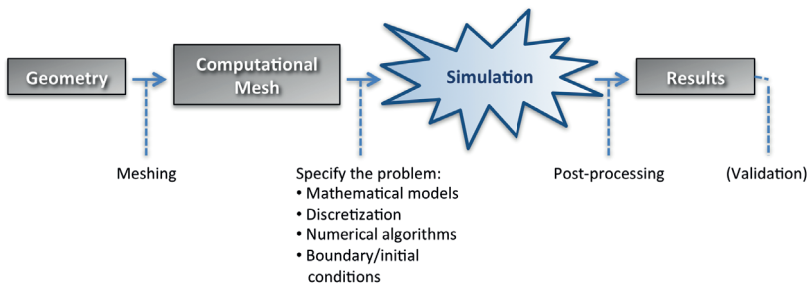 Geometry
Computational
Mesh
Simulation
Results
Meshing
Specify the problem:
• Mathematical models
• Discretization
• Numerical algorithms
• Boundary/initial
conditions
Post-processing
(Validation)